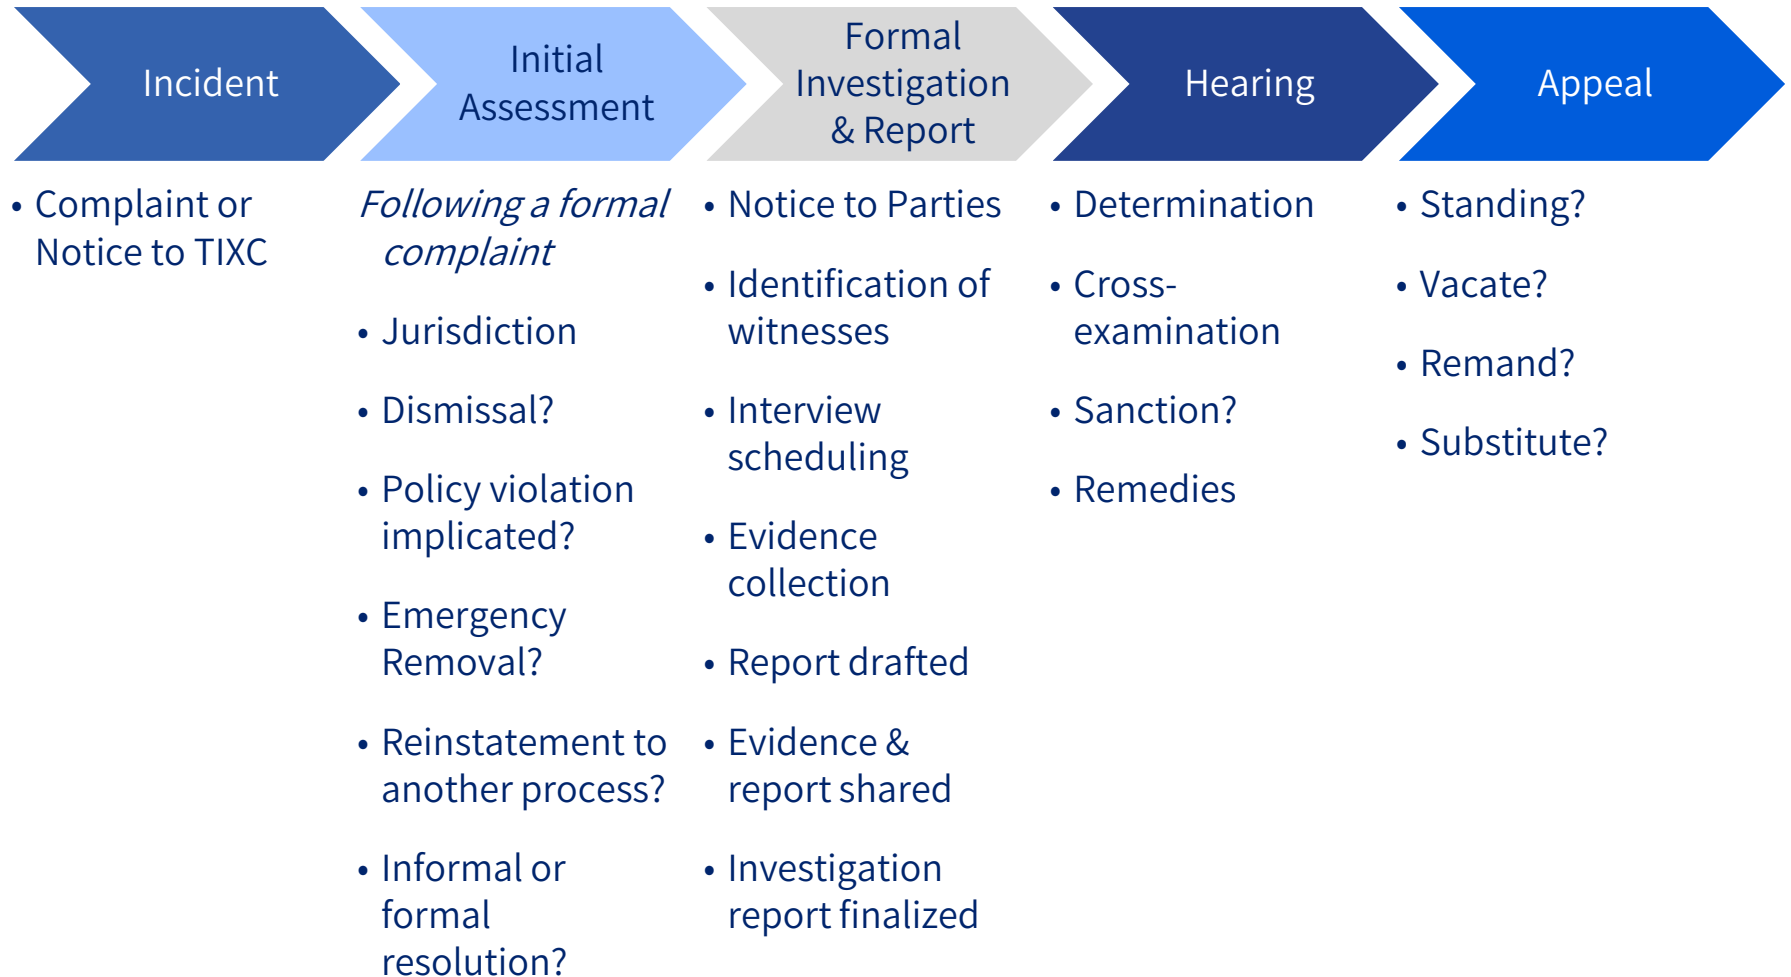 Incident
Initial
Assessment
Formal
Investigation
& Report
Hearing
Appeal
• Complaint or
Notice to TIXC
Following a formal
complaint
• Jurisdiction
• Dismissal?
• Policy violation
implicated?
• Emergency
Removal?
• Reinstatement to
another process?
• Informal or
formal
resolution?
• Notice to Parties
• Identification of
witnesses
• Interview
scheduling
• Evidence
collection
• Report drafted
• Evidence &
report shared
• Investigation
report finalized
• Determination
• Cross-
examination
• Sanction?
• Remedies
• Standing?
• Vacate?
• Remand?
• Substitute?